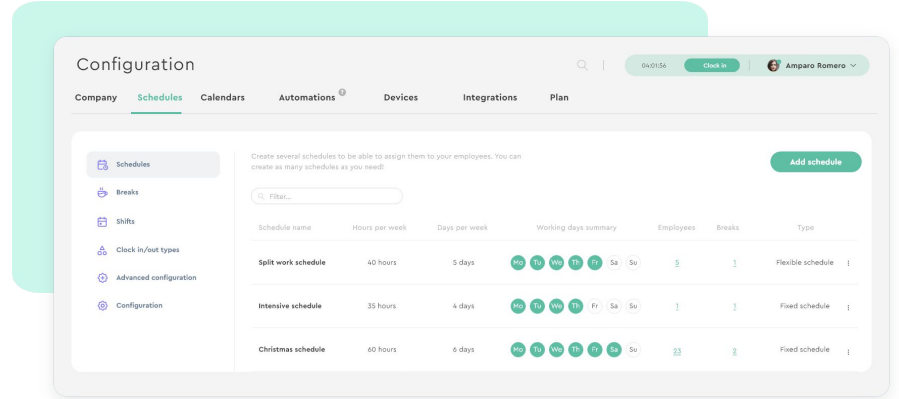 Configuration
04:01:56 Clock in Amparo Romero
Company Schedules Calendars Automations ? Devices Integrations Plan
Schedules
Breaks
Shifts
Clock in/out types
Advanced configuration
Configuration
Create several schedules to be able to assign them to your employees. You can
create as many schedules as you need!
Add schedule
Filter...
Schedule name Hours per week Days per week Working days summary Employees Breaks Type
Split work schedule 40 hours 5 days Mo Tu We Th Fr Sa Su 5 1 Flexible schedule
Intensive schedule 35 hours 4 days Mo Tu We Th Fr Sa Su 1 1 Fixed schedule
Christmas schedule 60 hours 6 days Mo Tu We Th Fr Sa Su 23 2 Fixed schedule